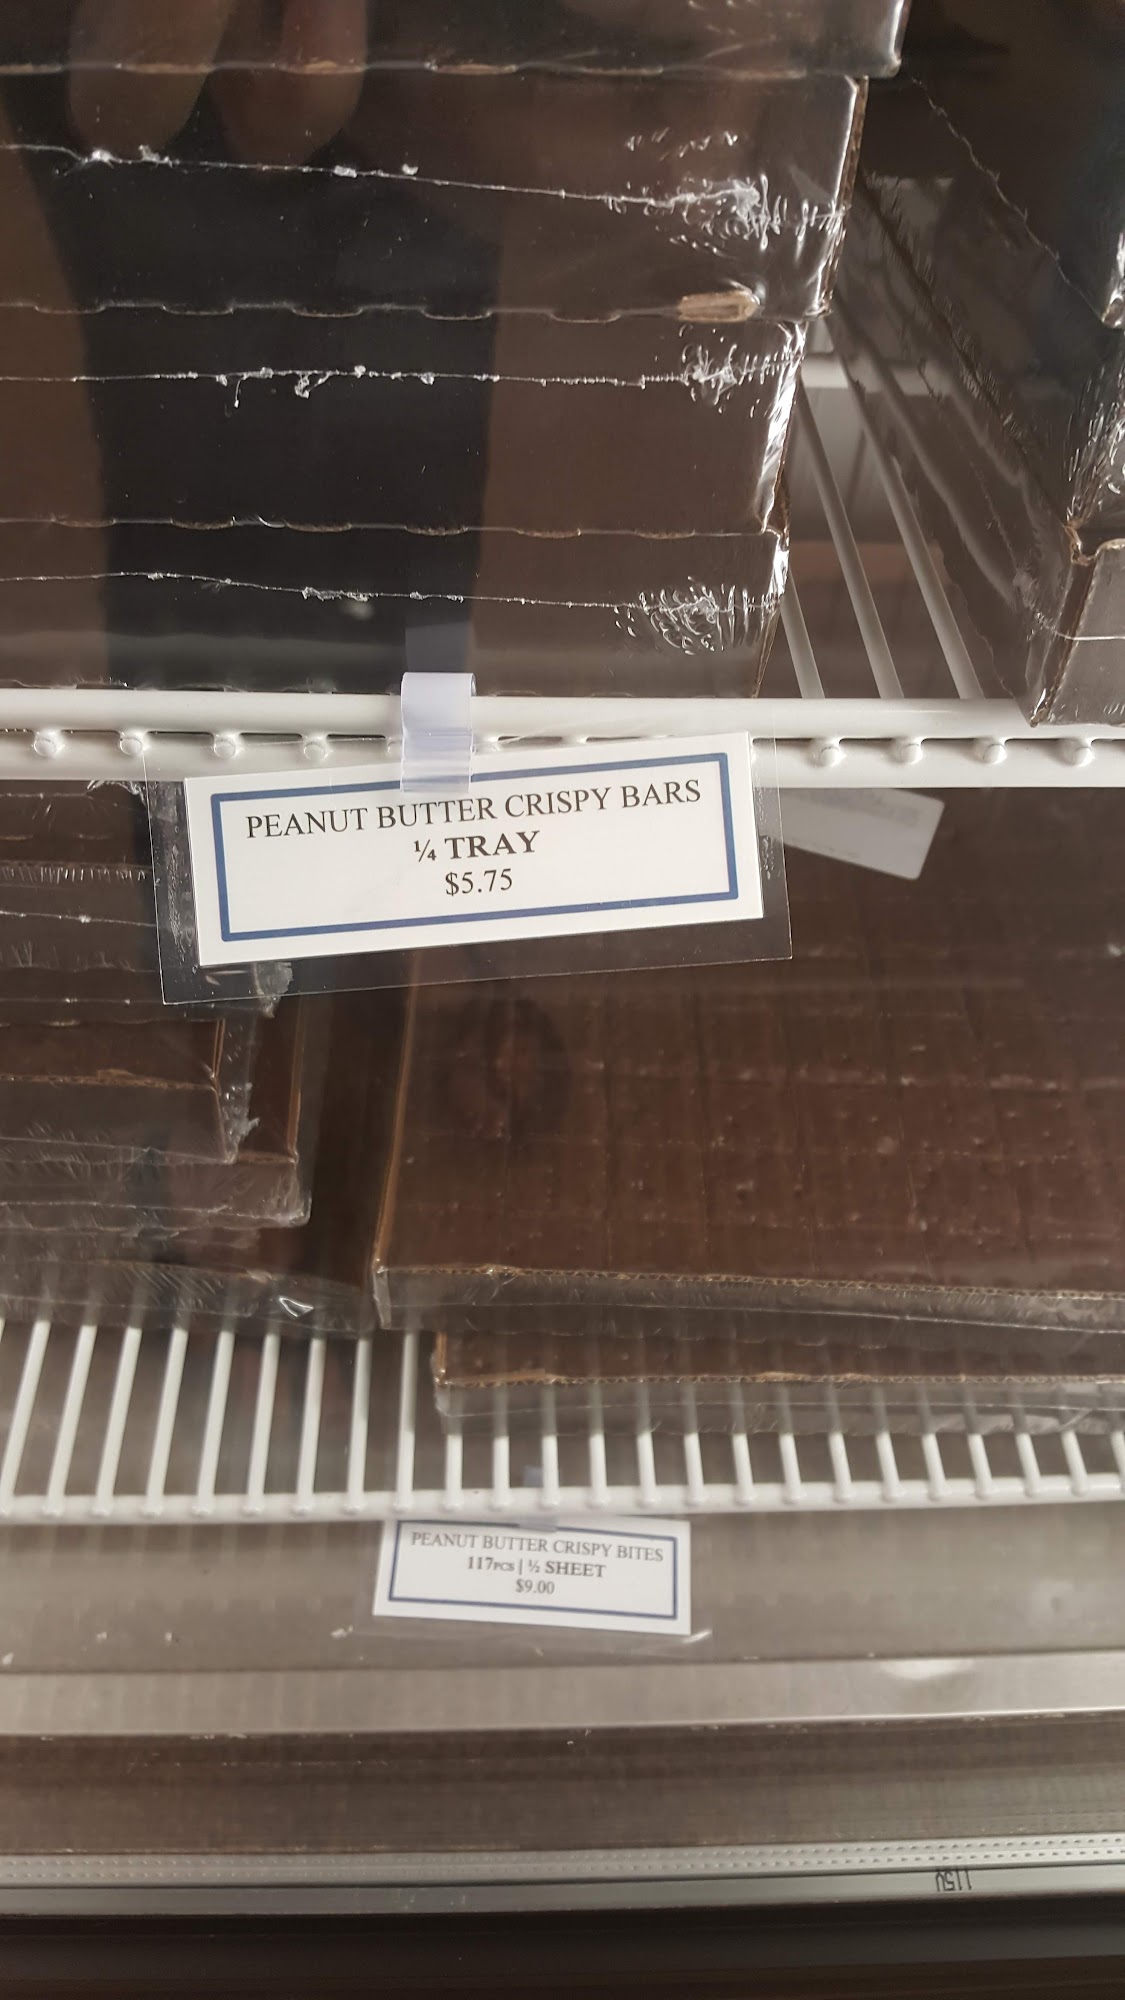 PEANUT BUTTER CRISPY BARS
¼ TRAY
$5.75
PEANUT BUTTER CRISPY BITES
117PCS | ½ SHEET
$9.00
115V